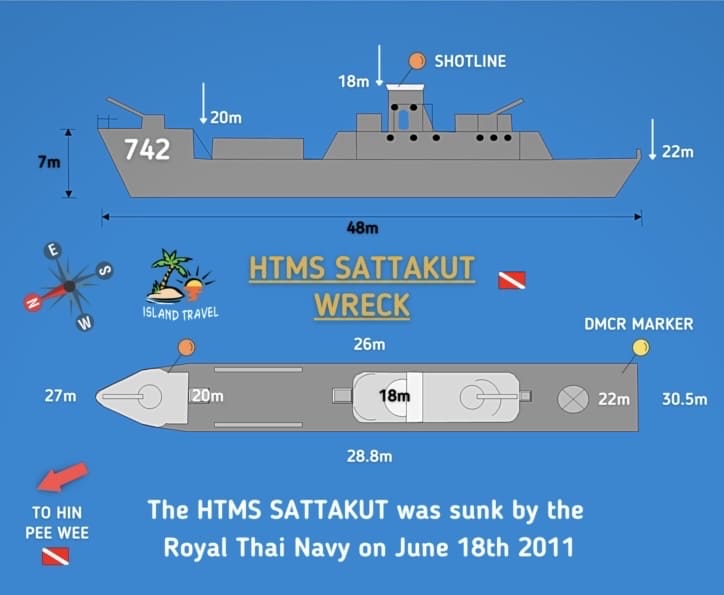 SHOTLINE
18m
20m
742
7m
22m
48m
E
S
N
W
ISLAND TRAVEL
HTMS SATTAKUT
WRECK
DMCR MARKER
26m
27m
20m
18m
22m
30.5m
28.8m
TO HIN
PEE WEE
The HTMS SATTAKUT was sunk by the
Royal Thai Navy on June 18th 2011